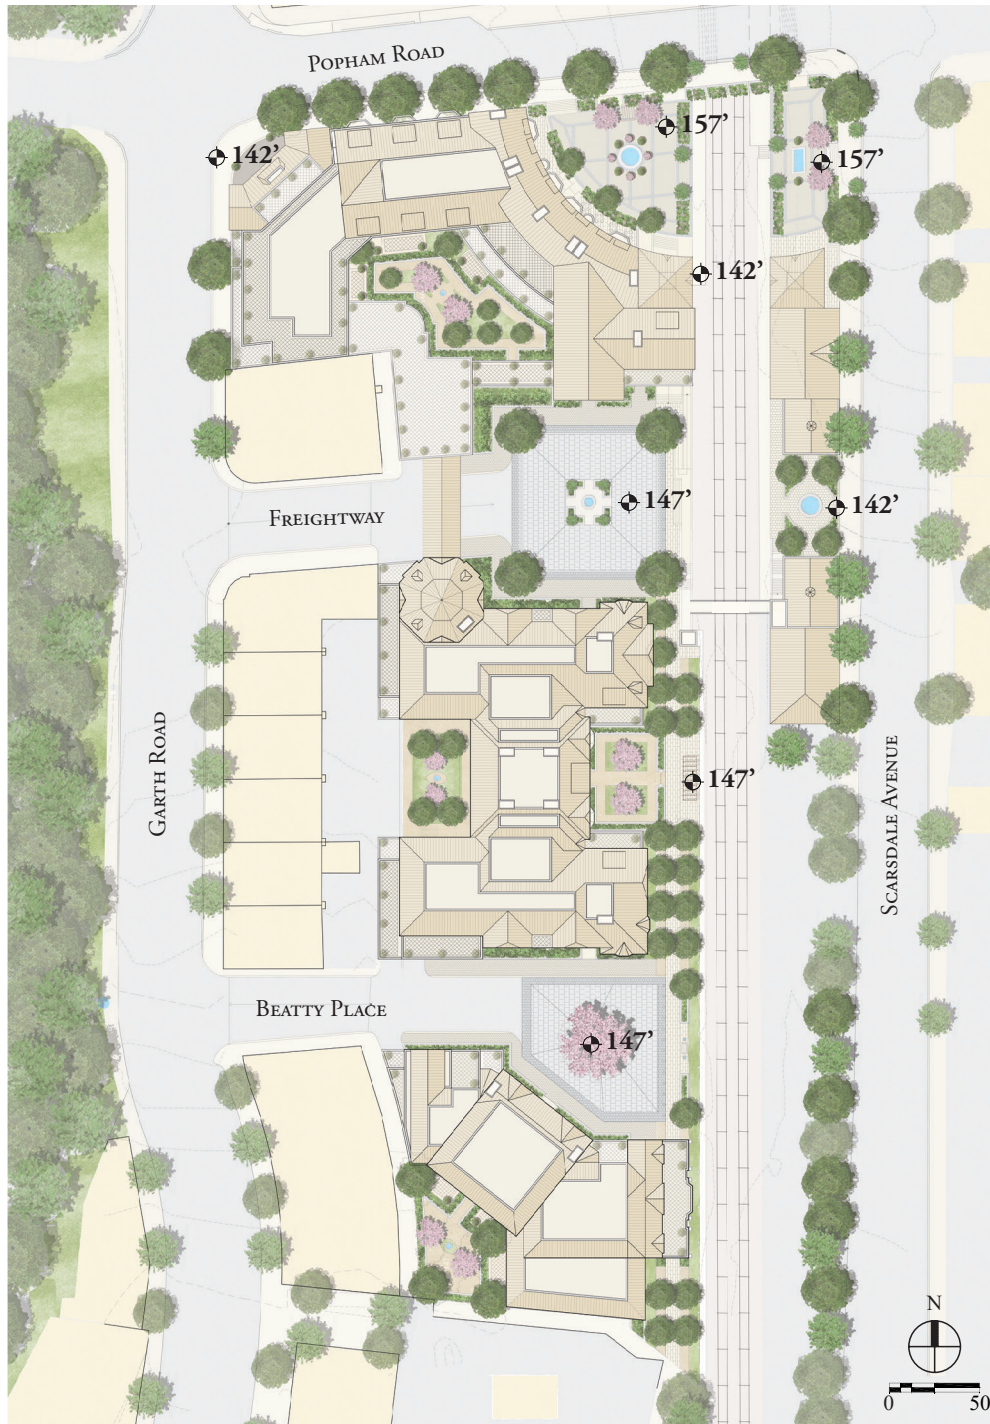 Popham Road
157'
142'
157'
142'
147'
142'
Freightway
Garth Road
147'
Scarsdale Avenue
Beatty Place
147'
N
0 50